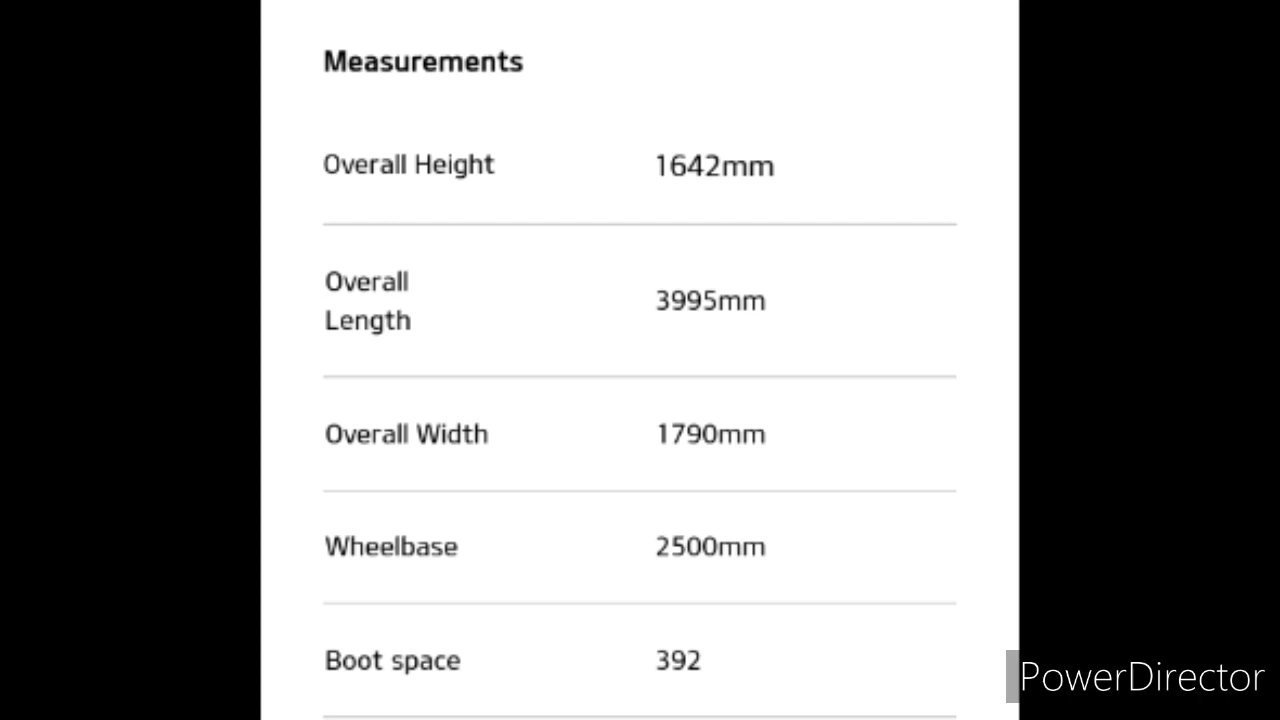 Measurements
Overall Height 1642mm
Overall
Length 3995mm
Overall Width 1790mm
Wheelbase 2500mm
Boot space 392
PowerDirector